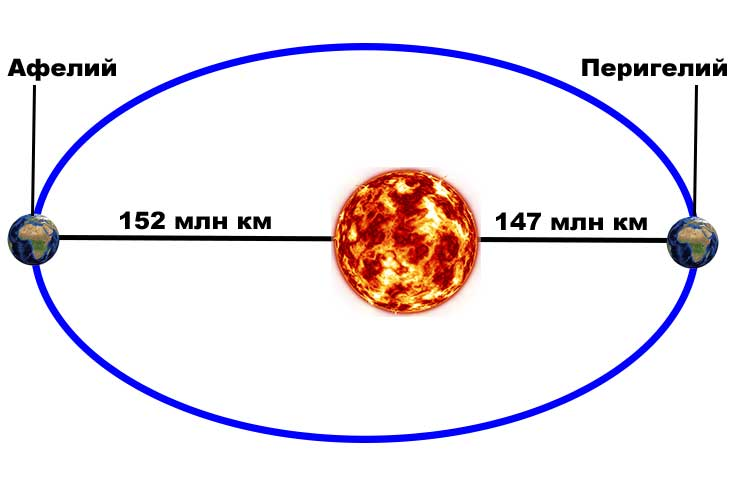 Афелий
Перигелий
152 млн км
147 млн км